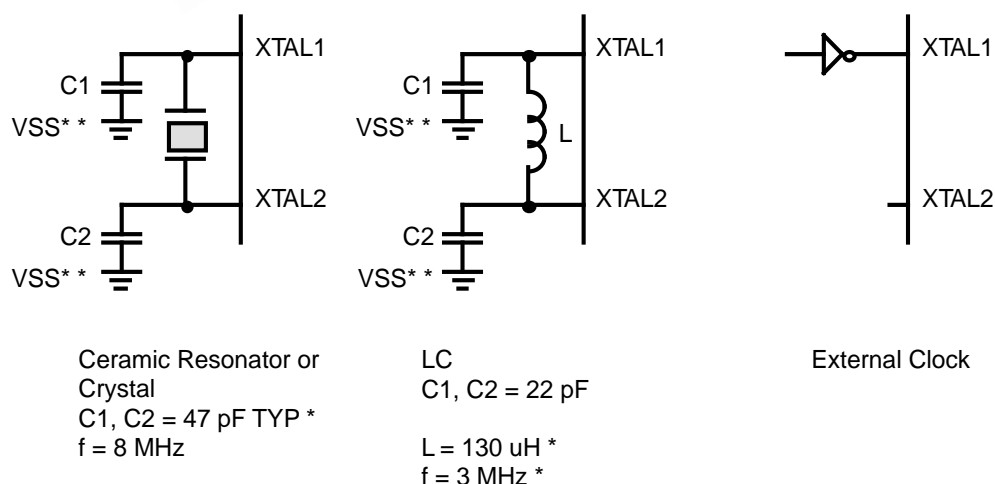 XTAL1
C1
VSS* *
XTAL2
C2
VSS* *
Ceramic Resonator or
Crystal
C1, C2 = 47 pF TYP *
f = 8 MHz
XTAL1
C1
VSS* *
L
XTAL2
C2
VSS* *
LC
C1, C2 = 22 pF
L = 130 uH *
f = 3 MHz *
XTAL1
XTAL2
External Clock